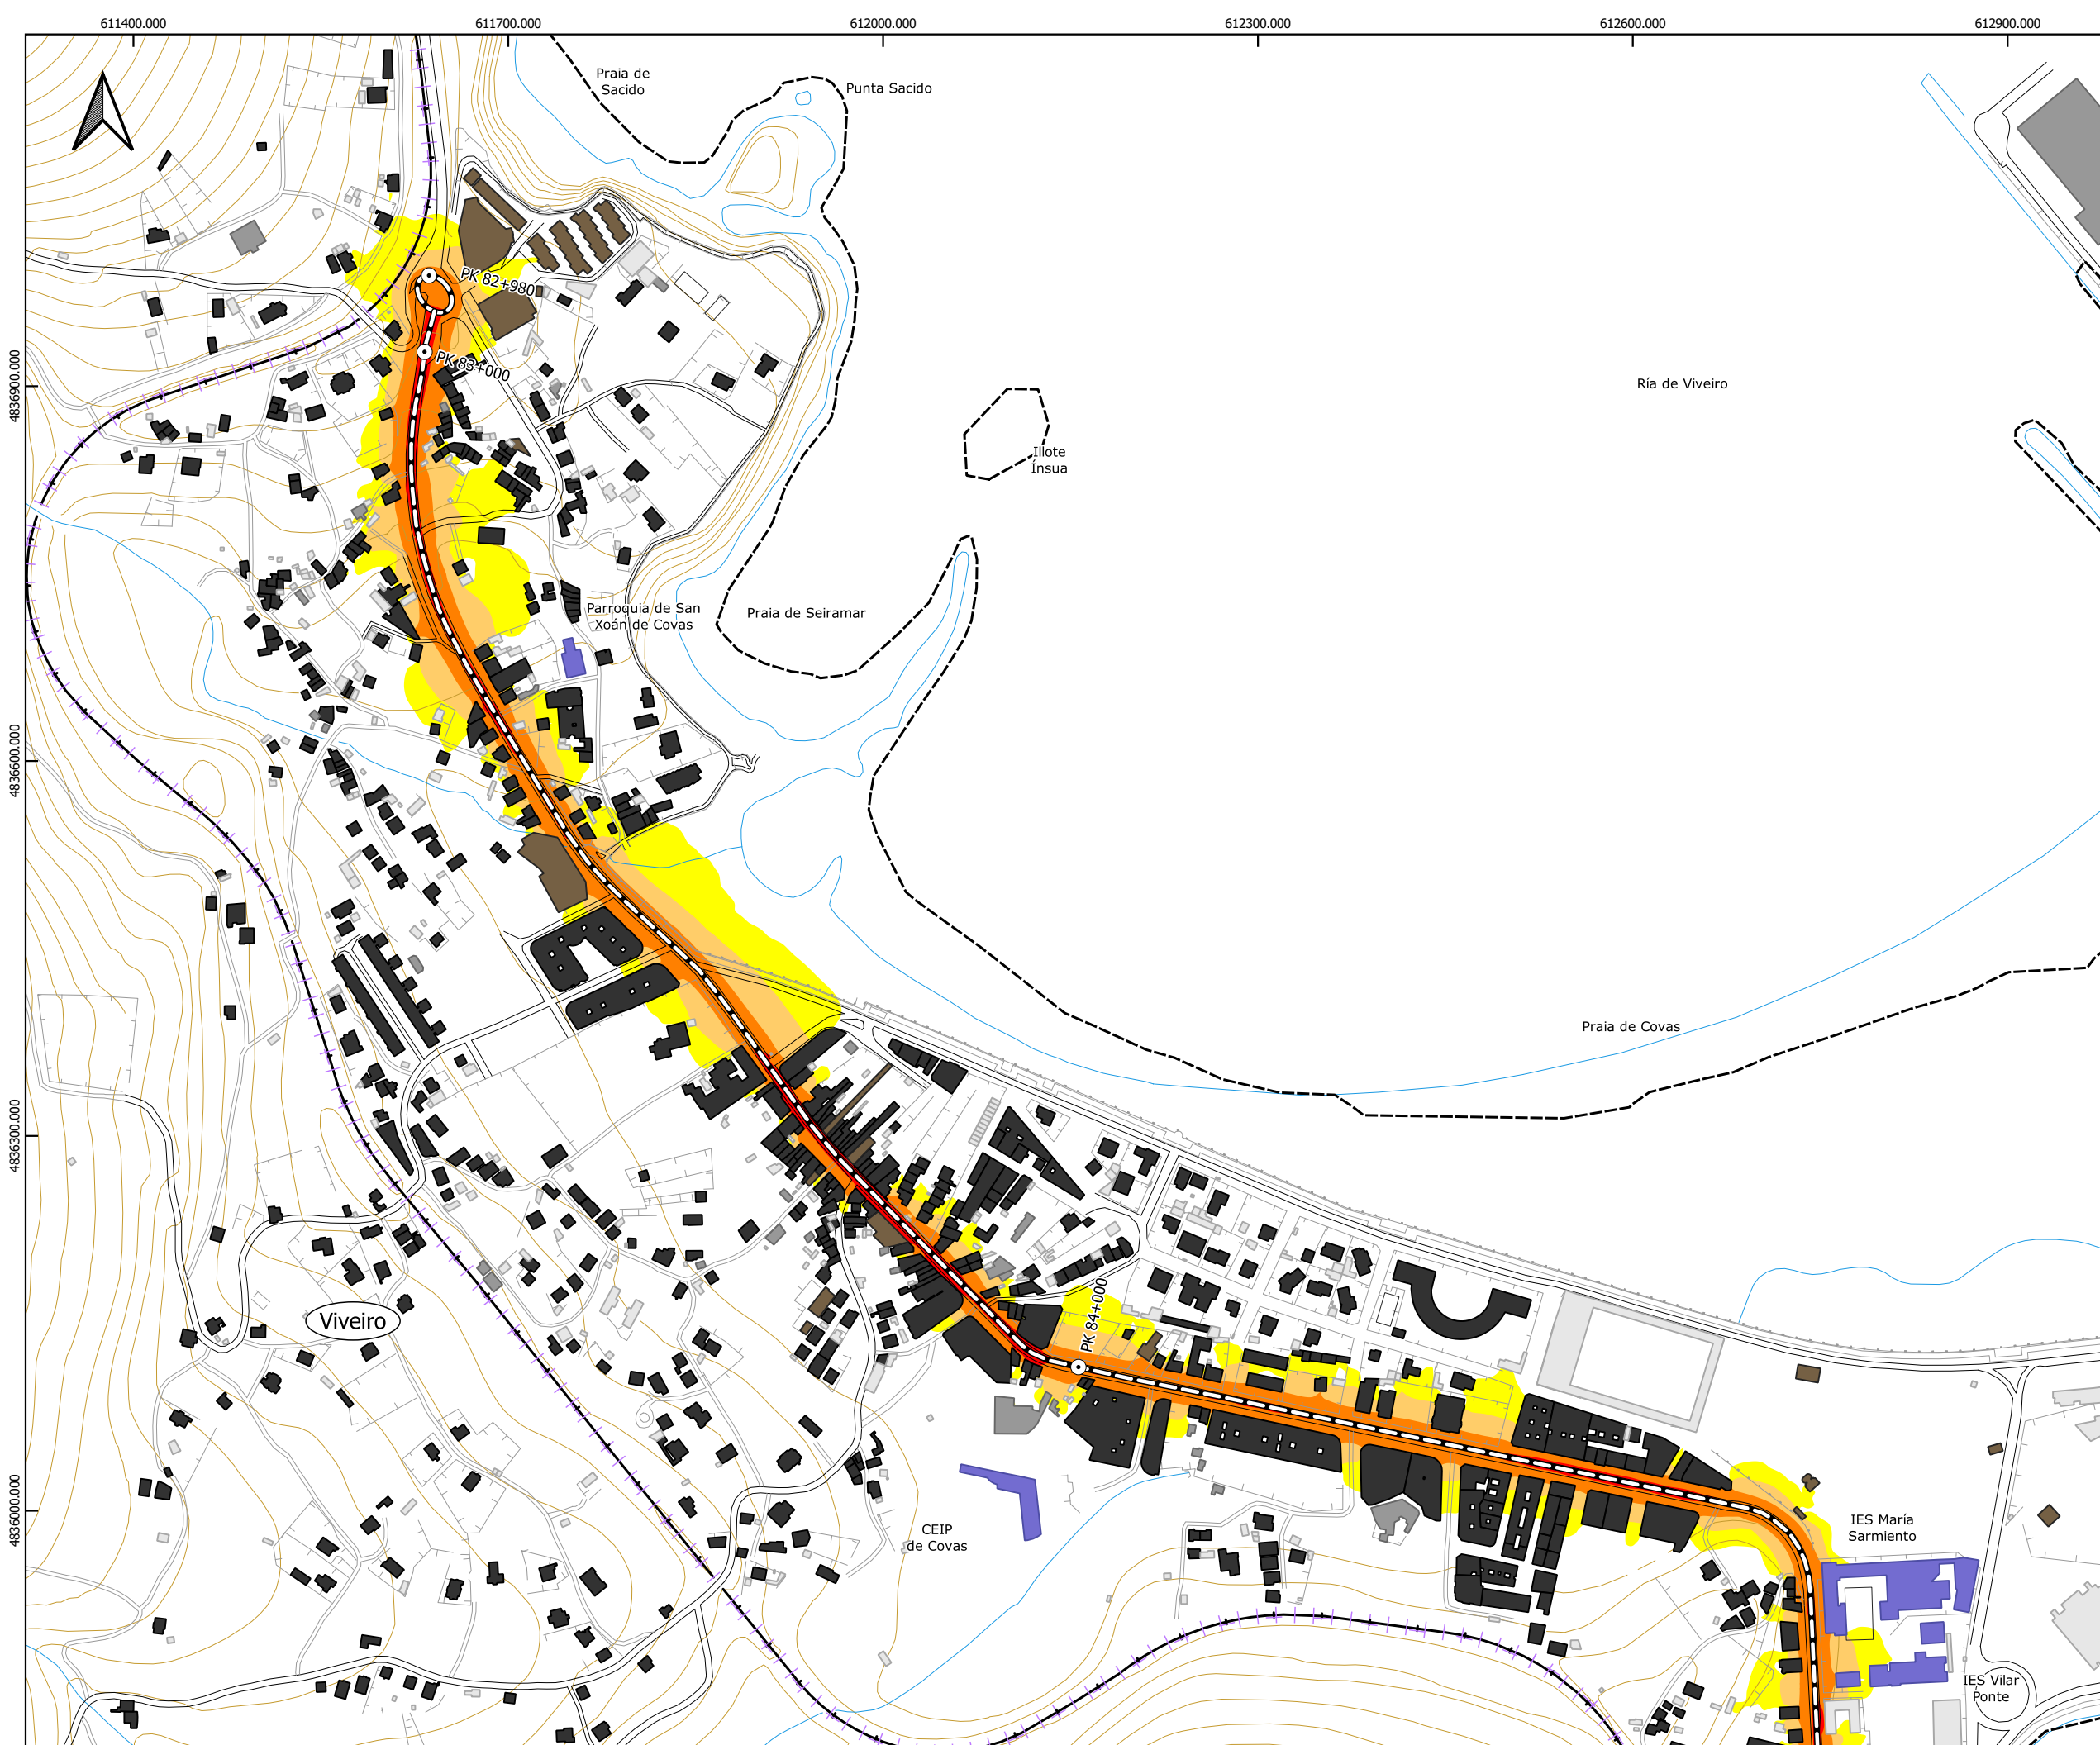 611400.000
611700.000
612000.000
612300.000
612600.000
612900.000
Praia de
Sacido
Punta Sacido
PK 82+980
PK 83+000
4836900.000
Ría de Viveiro
Illote
Ínsua
Parroquia de San
Xoán de Covas
Praia de Seiramar
4836600.000
Praia de Covas
4836300.000
Viveiro
PK 84+000
4836000.000
CEIP
de Covas
IES María
Sarmiento
IES Vilar
Ponte